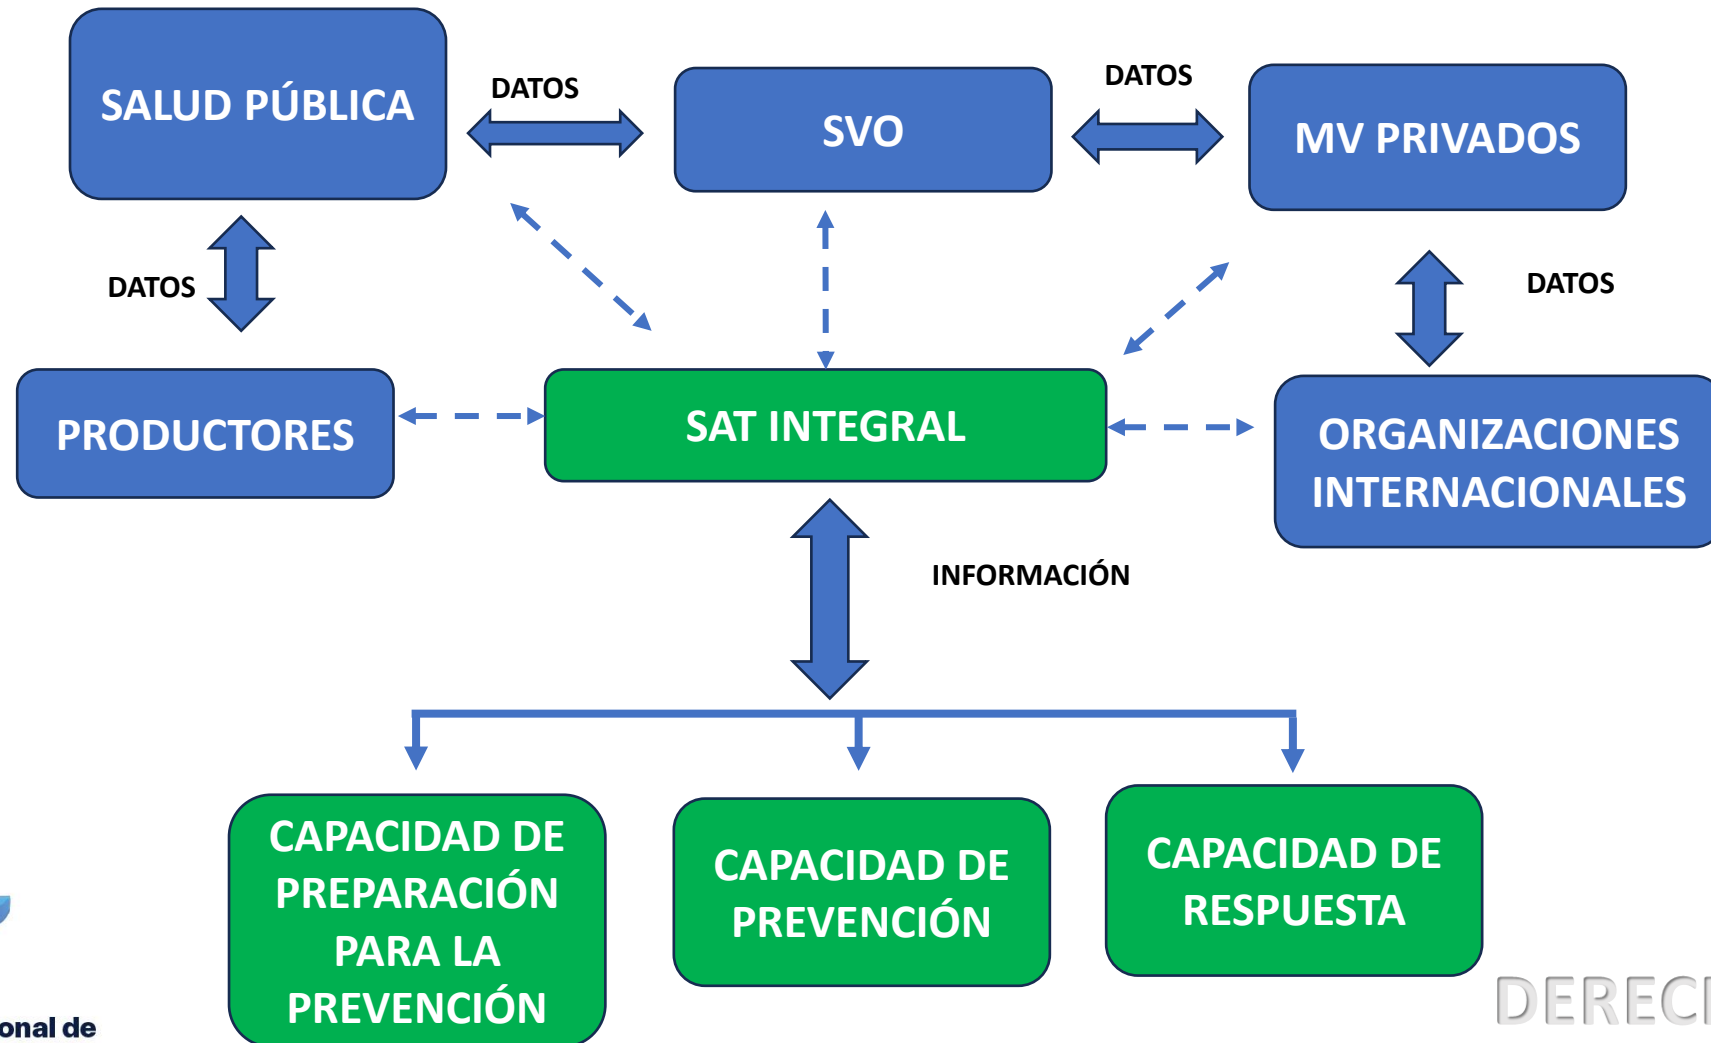 SALUD PÚBLICA
DATOS
SVO
DATOS
MV PRIVADOS
DATOS
DATOS
PRODUCTORES
SAT INTEGRAL
ORGANIZACIONES
INTERNACIONALES
INFORMACIÓN
CAPACIDAD DE
PREPARACIÓN
PARA LA
PREVENCIÓN
CAPACIDAD DE
PREVENCIÓN
CAPACIDAD DE
RESPUESTA
onal de
DEREC